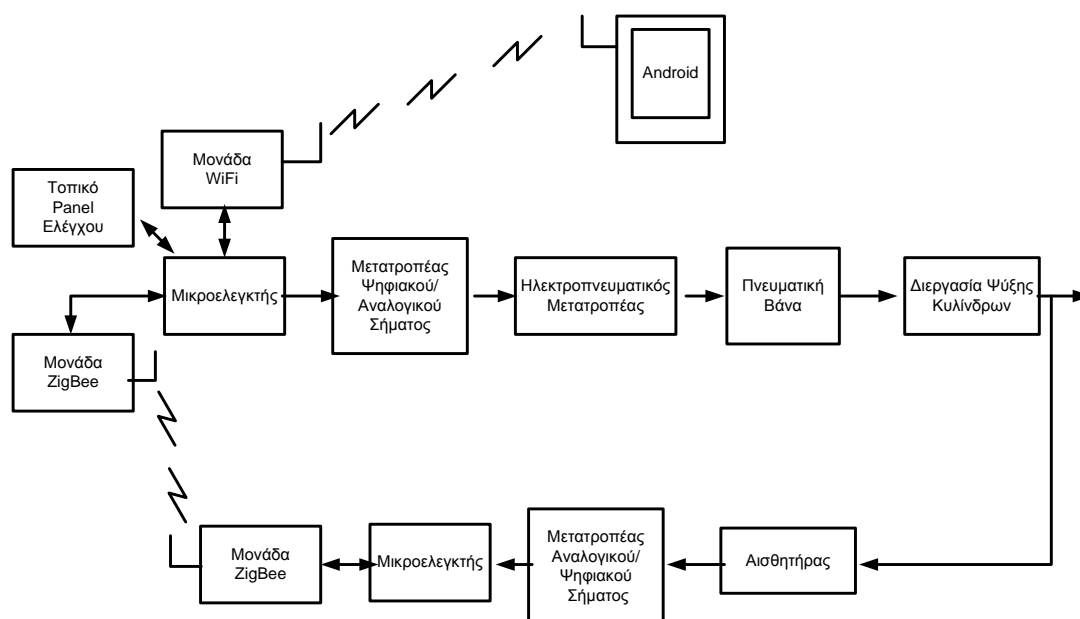 Android
Μονάδα
WiFi
Τοπικό
Panel
Ελέγχου
Μικροελεγκτής
Μετατροπέας
Ψηφιακού/
Αναλογικού
Σήματος
Ηλεκτροπνευματικός
Μετατροπέας
Πνευματική
Βάνα
Διεργασία Ψύξης
Κυλίνδρων
Μονάδα
ZigBee
Μονάδα
ZigBee
Μικροελεγκτής
Μετατροπέας
Αναλογικού/
Ψηφιακού
Σήματος
Αισθητήρας